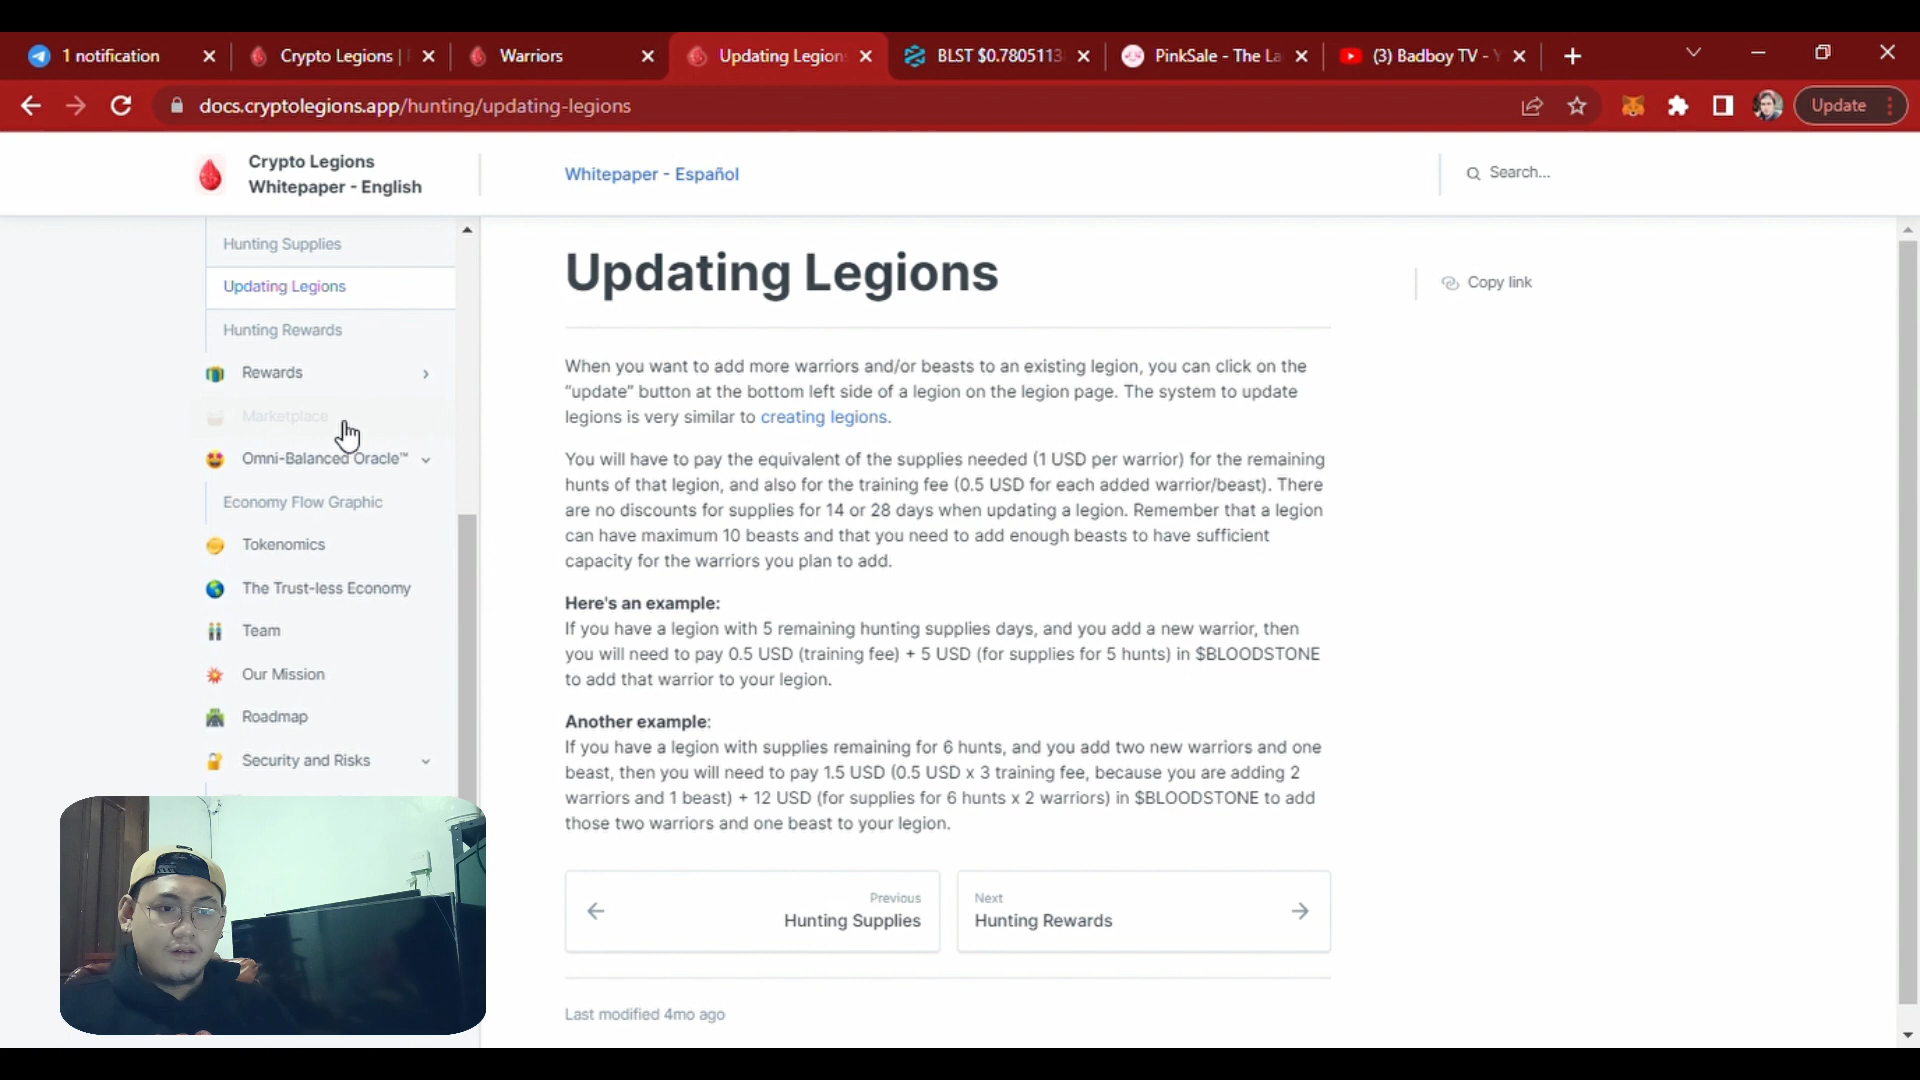 1 notification
Crypto Legions |
Warriors
Updating Legion
BLST $0.7805113
PinkSale - The La
(3) Badboy TV - Y
docs.cryptolegions.app/hunting/updating-legions
Update
Crypto Legions
Whitepaper - English
Whitepaper - Español
Search...
Hunting Supplies
Updating Legions
Hunting Rewards
Rewards
Marketplace
Omni-Balanced Oracle™
Economy Flow Graphic
Tokenomics
The Trust-less Economy
Team
Our Mission
Roadmap
Security and Risks
Updating Legions
Copy link
When you want to add more warriors and/or beasts to an existing legion, you can click on the
“update” button at the bottom left side of a legion on the legion page. The system to update
legions is very similar to creating legions.
You will have to pay the equivalent of the supplies needed (1 USD per warrior) for the remaining
hunts of that legion, and also for the training fee (0.5 USD for each added warrior/beast). There
are no discounts for supplies for 14 or 28 days when updating a legion. Remember that a legion
can have maximum 10 beasts and that you need to add enough beasts to have sufficient
capacity for the warriors you plan to add.
Here's an example:
If you have a legion with 5 remaining hunting supplies days, and you add a new warrior, then
you will need to pay 0.5 USD (training fee) + 5 USD (for supplies for 5 hunts) in $BLOODSTONE
to add that warrior to your legion.
Another example:
If you have a legion with supplies remaining for 6 hunts, and you add two new warriors and one
beast, then you will need to pay 1.5 USD (0.5 USD x 3 training fee, because you are adding 2
warriors and 1 beast) + 12 USD (for supplies for 6 hunts x 2 warriors) in $BLOODSTONE to add
those two warriors and one beast to your legion.
Previous
Hunting Supplies
Next
Hunting Rewards
Last modified 4mo ago